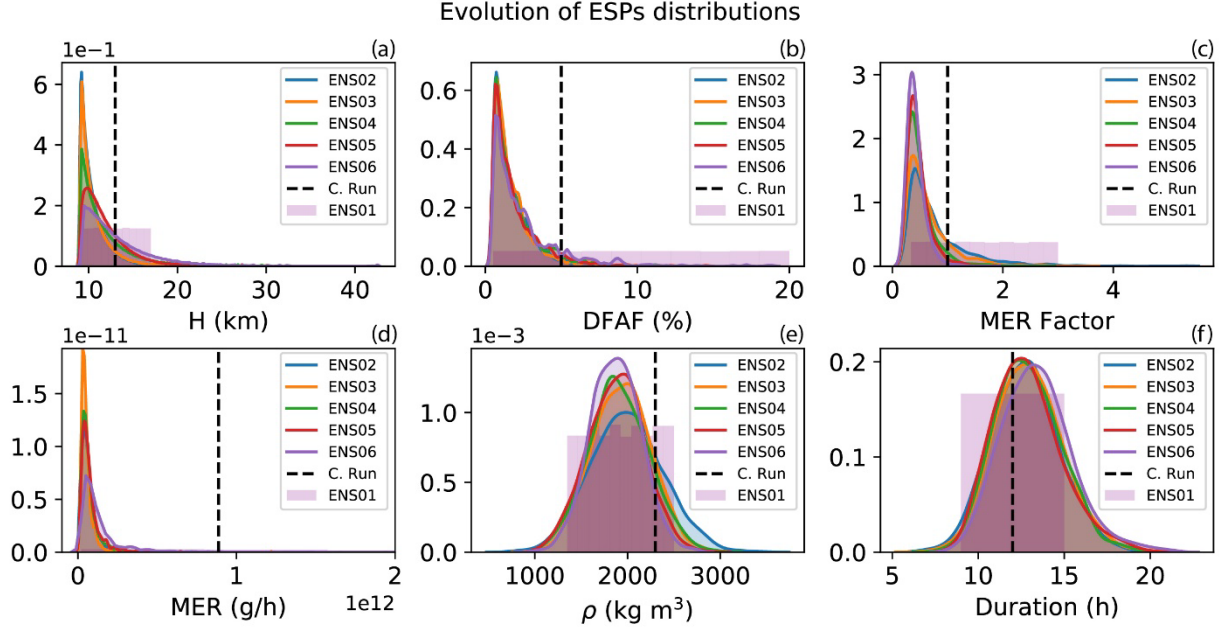 Evolution of ESPs distributions
1e−1
(a)
6
4
2
0
ENS02
ENS03
ENS04
ENS05
ENS06
C. Run
ENS01
10 20 30 40
H (km)
(b)
0.6
0.4
0.2
0.0
ENS02
ENS03
ENS04
ENS05
ENS06
C. Run
ENS01
0 10 20
DFAF (%)
(c)
3
2
1
0
ENS02
ENS03
ENS04
ENS05
ENS06
C. Run
ENS01
0 2 4
MER Factor
1e−11
(d)
1.5
1.0
0.5
0.0
ENS02
ENS03
ENS04
ENS05
ENS06
C. Run
ENS01
0 1 2
MER (g/h)
1e12
1e−3
(e)
1.0
0.5
0.0
ENS02
ENS03
ENS04
ENS05
ENS06
C. Run
ENS01
1000 2000 3000
ρ (kg m³)
(f)
0.2
0.1
0.0
ENS02
ENS03
ENS04
ENS05
ENS06
C. Run
ENS01
5 10 15 20
Duration (h)